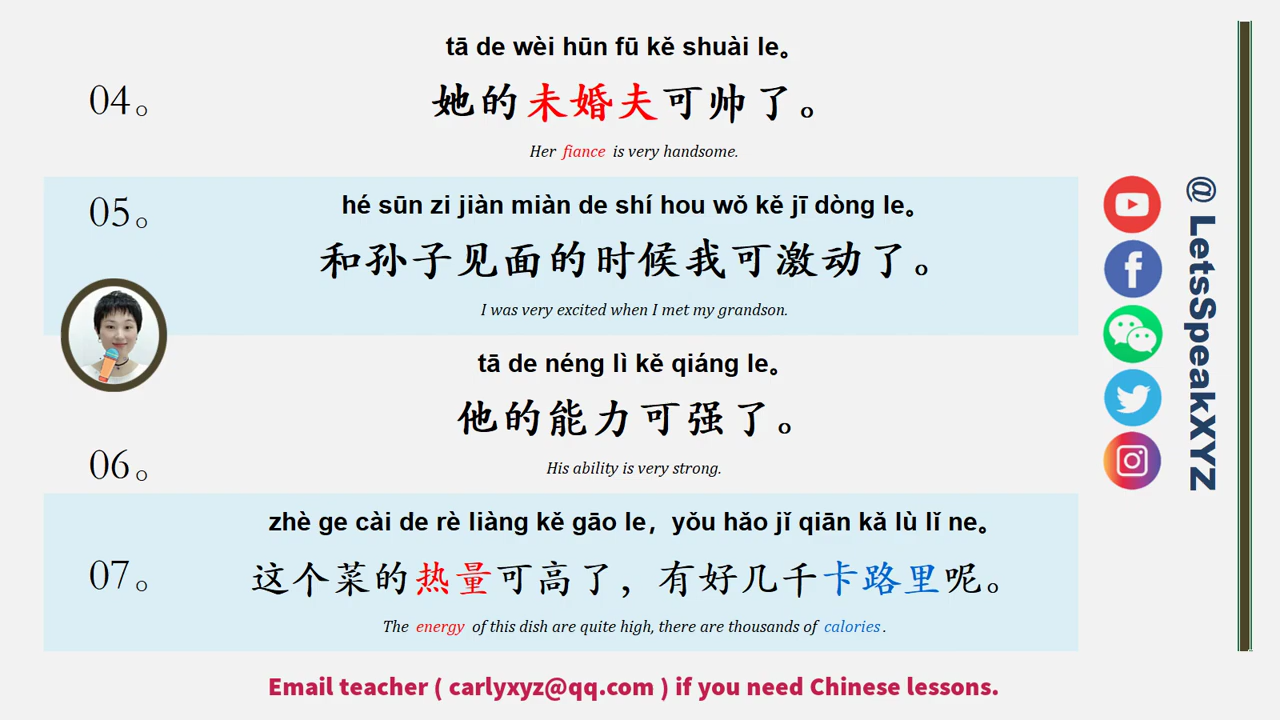 tā de wèi hūn fū kě shuài le。
04。
她的未婚夫可帅了。
Her fiance is very handsome.
hé sūn zi jiàn miàn de shí hou wǒ kě jī dòng le。
05。
和孙子见面的时候我可激动了。
I was very excited when I met my grandson.
tā de néng lì kě qiáng le。
他的能力可强了。
06。
His ability is very strong.
zhè ge cài de rè liàng kě gāo le，yǒu hǎo jǐ qiān kǎ lù lǐ ne。
07。
这个菜的热量可高了，有好几千卡路里呢。
The energy of this dish are quite high, there are thousands of calories.
@ LetsSpeakXYZ
Email teacher ( carlyxyz@qq.com ) if you need Chinese lessons.